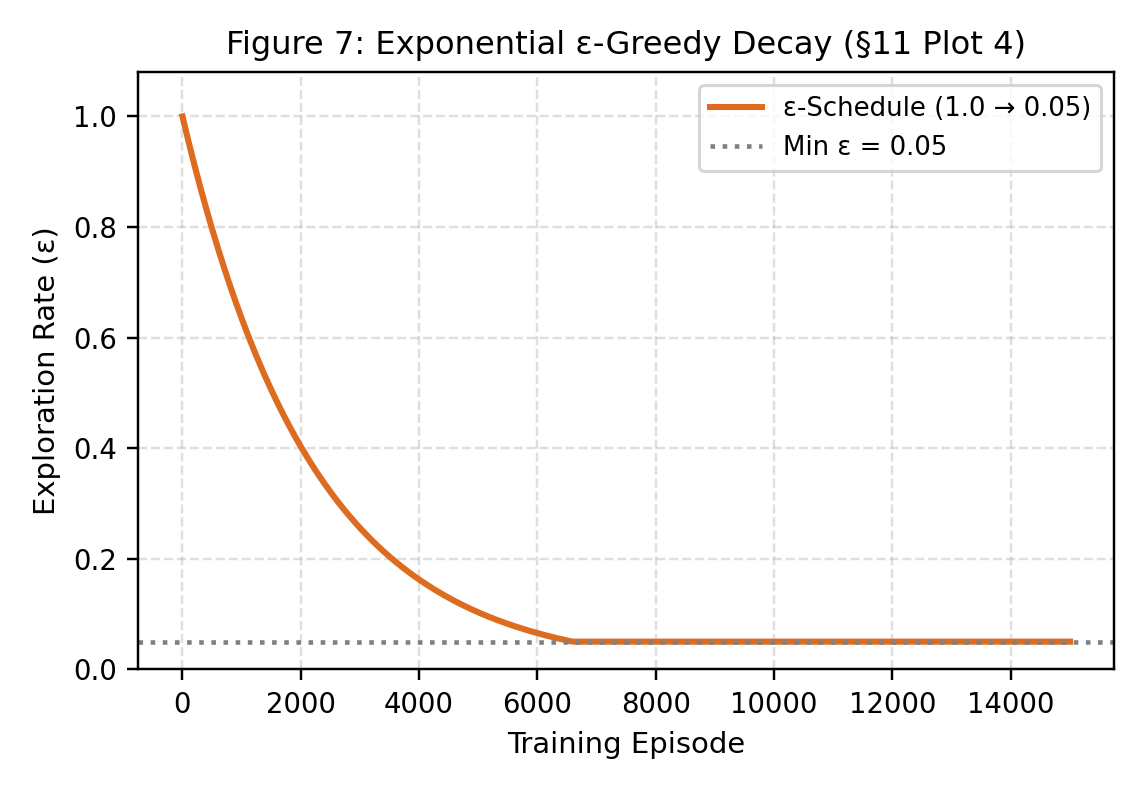 Figure 7: Exponential ε-Greedy Decay (§11 Plot 4)
ε-Schedule (1.0 → 0.05)
Min ε = 0.05
Exploration Rate (ε)
1.0
0.8
0.6
0.4
0.2
0.0
0 2000 4000 6000 8000 10000 12000 14000
Training Episode